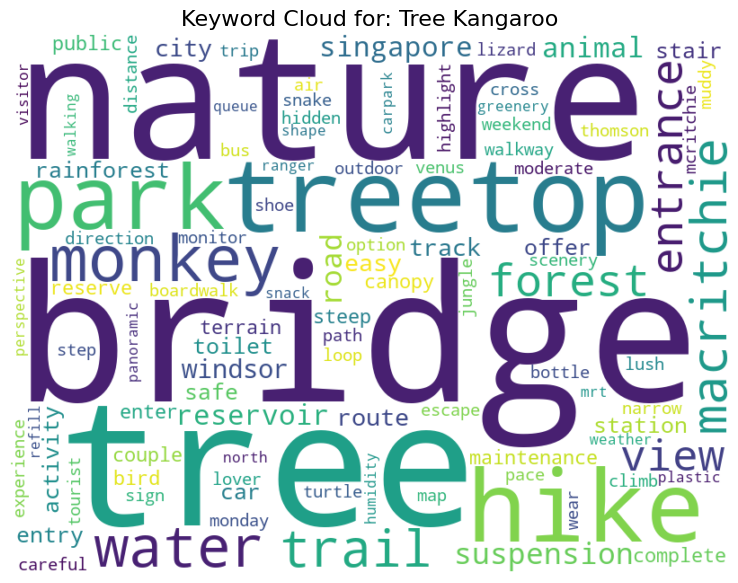 Keyword Cloud for: Tree Kangaroo
public
city
trip
singapore
lizard
animal
stair
visitor
walking
distance
nature
queue
air
snake
hidden
shape
bus
carpark
highlight
cross
greenery
weekend
walkway
thomson
muddy
mcritchie
entrance
rainforest
ranger
outdoor
venus
moderate
park
treetop
shoe
macritchie
direction
monitor
option
track
offer
scenery
monkey
road
easy
canopy
jungle
forest
reserve
boardwalk
snack
perspective
panoramic
bridge
terrain
steep
toilet
path
step
loop
windsor
safe
bottle
lush
mrt
experience
refill
activity
enter
reservoir
route
escape
narrow
station
tree
couple
maintenance
weather
view
bird
lover
north
humidity
pace
climb
plastic
tourist
sign
car
turtle
map
hike
wear
entry
monday
careful
water
trail
suspension
complete